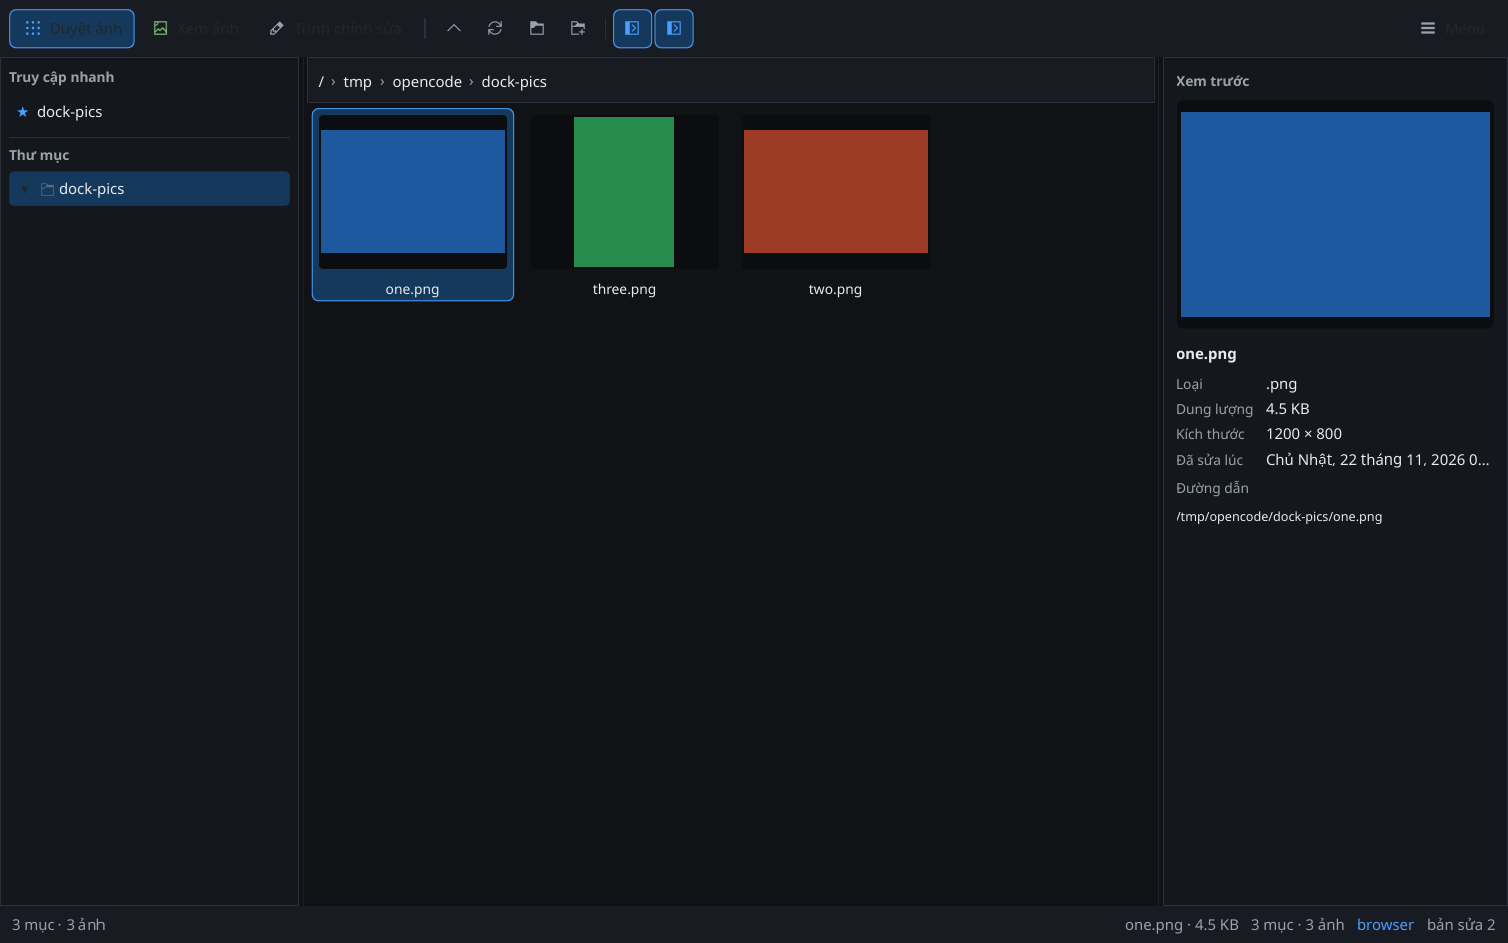 Duyệt ảnh Xem ảnh Trình chỉnh sửa Menu
Truy cập nhanh
★ dock-pics
Thư mục
dock-pics
/ › tmp › opencode › dock-pics
one.png three.png two.png
Xem trước
one.png
Loại .png
Dung lượng 4.5 KB
Kích thước 1200 × 800
Đã sửa lúc Chủ Nhật, 22 tháng 11, 2026 0...
Đường dẫn
/tmp/opencode/dock-pics/one.png
3 mục · 3 ảnh one.png · 4.5 KB 3 mục · 3 ảnh browser bản sửa 2